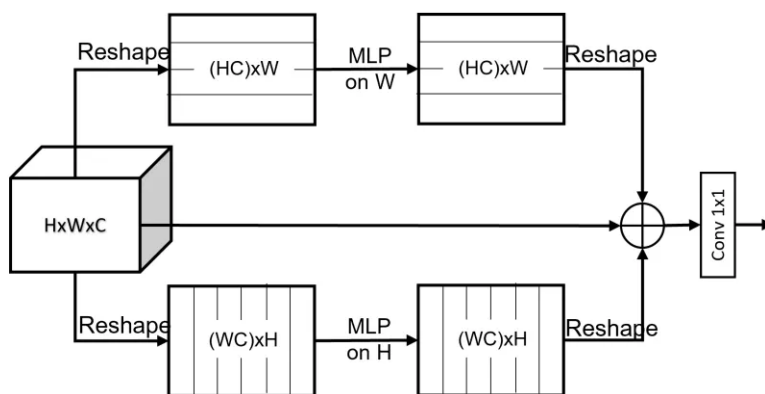 Reshape
(HC)xW
MLP
on W
(HC)xW
Reshape
HxWxC
Conv 1x1
Reshape
(WC)xH
MLP
on H
(WC)xH
Reshape